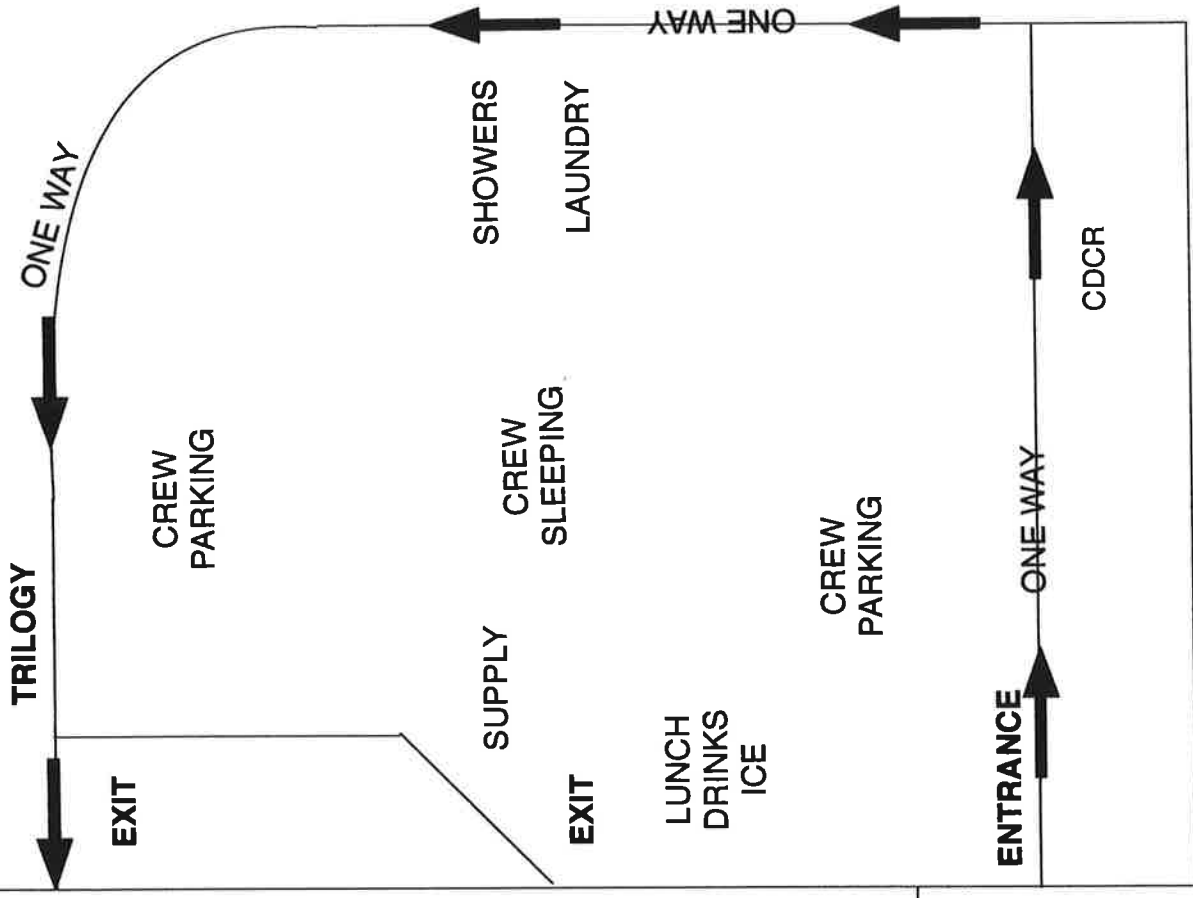 TRILOGY
ONE WAY
EXIT
CREW
PARKING
SHOWERS
LAUNDRY
ONE WAY
SUPPLY
CREW
SLEEPING
EXIT
LUNCH
DRINKS
ICE
CREW
PARKING
ENTRANCE
ONE WAY
CDCR